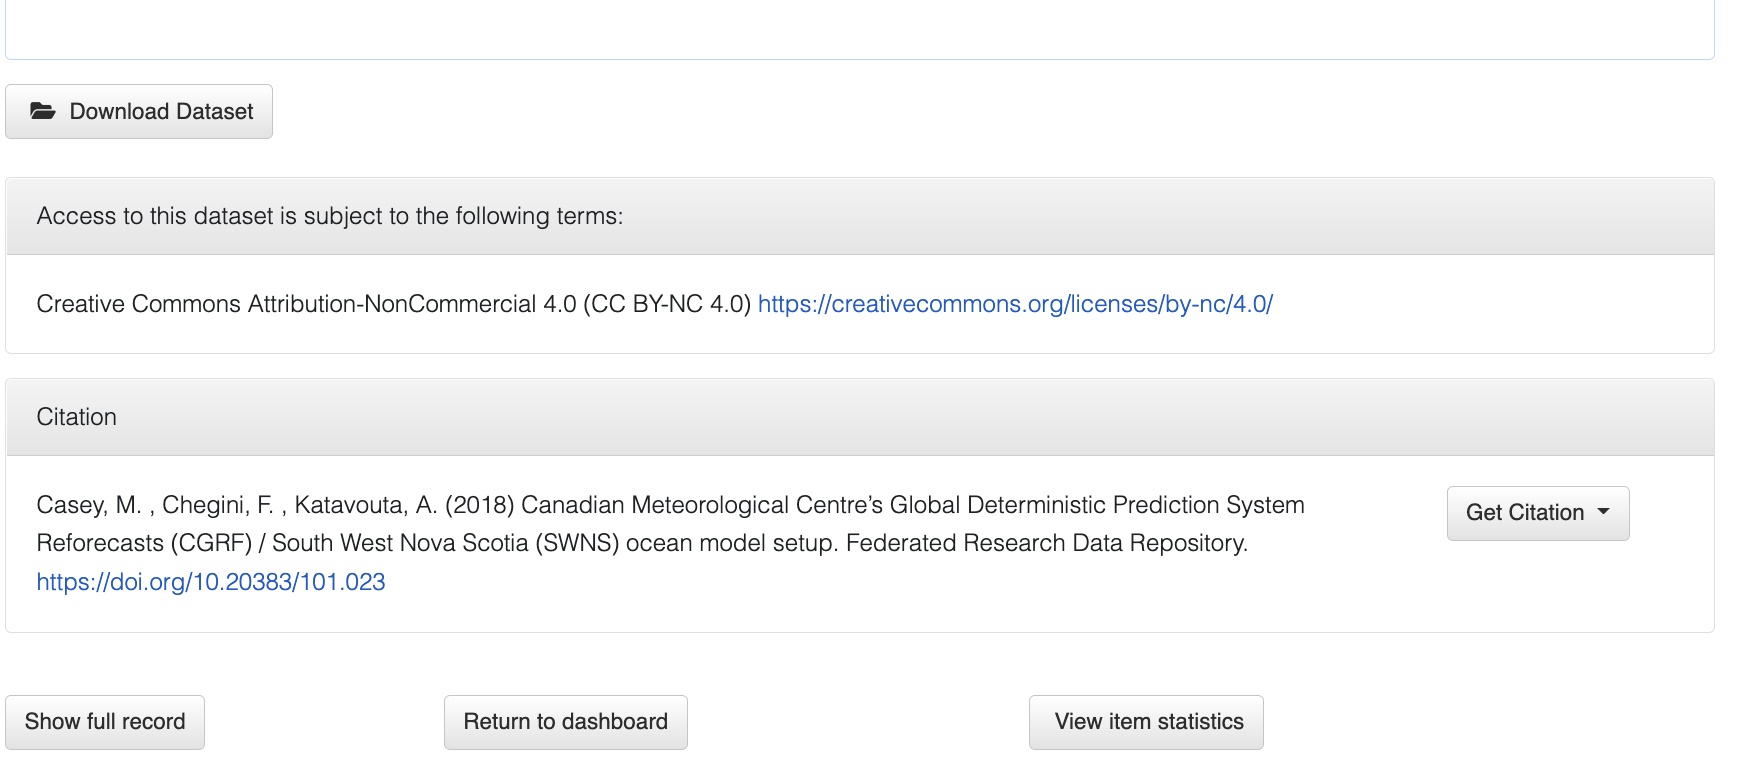 Download Dataset
Access to this dataset is subject to the following terms:
Creative Commons Attribution-NonCommercial 4.0 (CC BY-NC 4.0) https://creativecommons.org/licenses/by-nc/4.0/
Citation
Casey, M. , Chegini, F. , Katavouta, A. (2018) Canadian Meteorological Centre’s Global Deterministic Prediction System
Reforecasts (CGRF) / South West Nova Scotia (SWNS) ocean model setup. Federated Research Data Repository.
https://doi.org/10.20383/101.023
Get Citation
Show full record
Return to dashboard
View item statistics